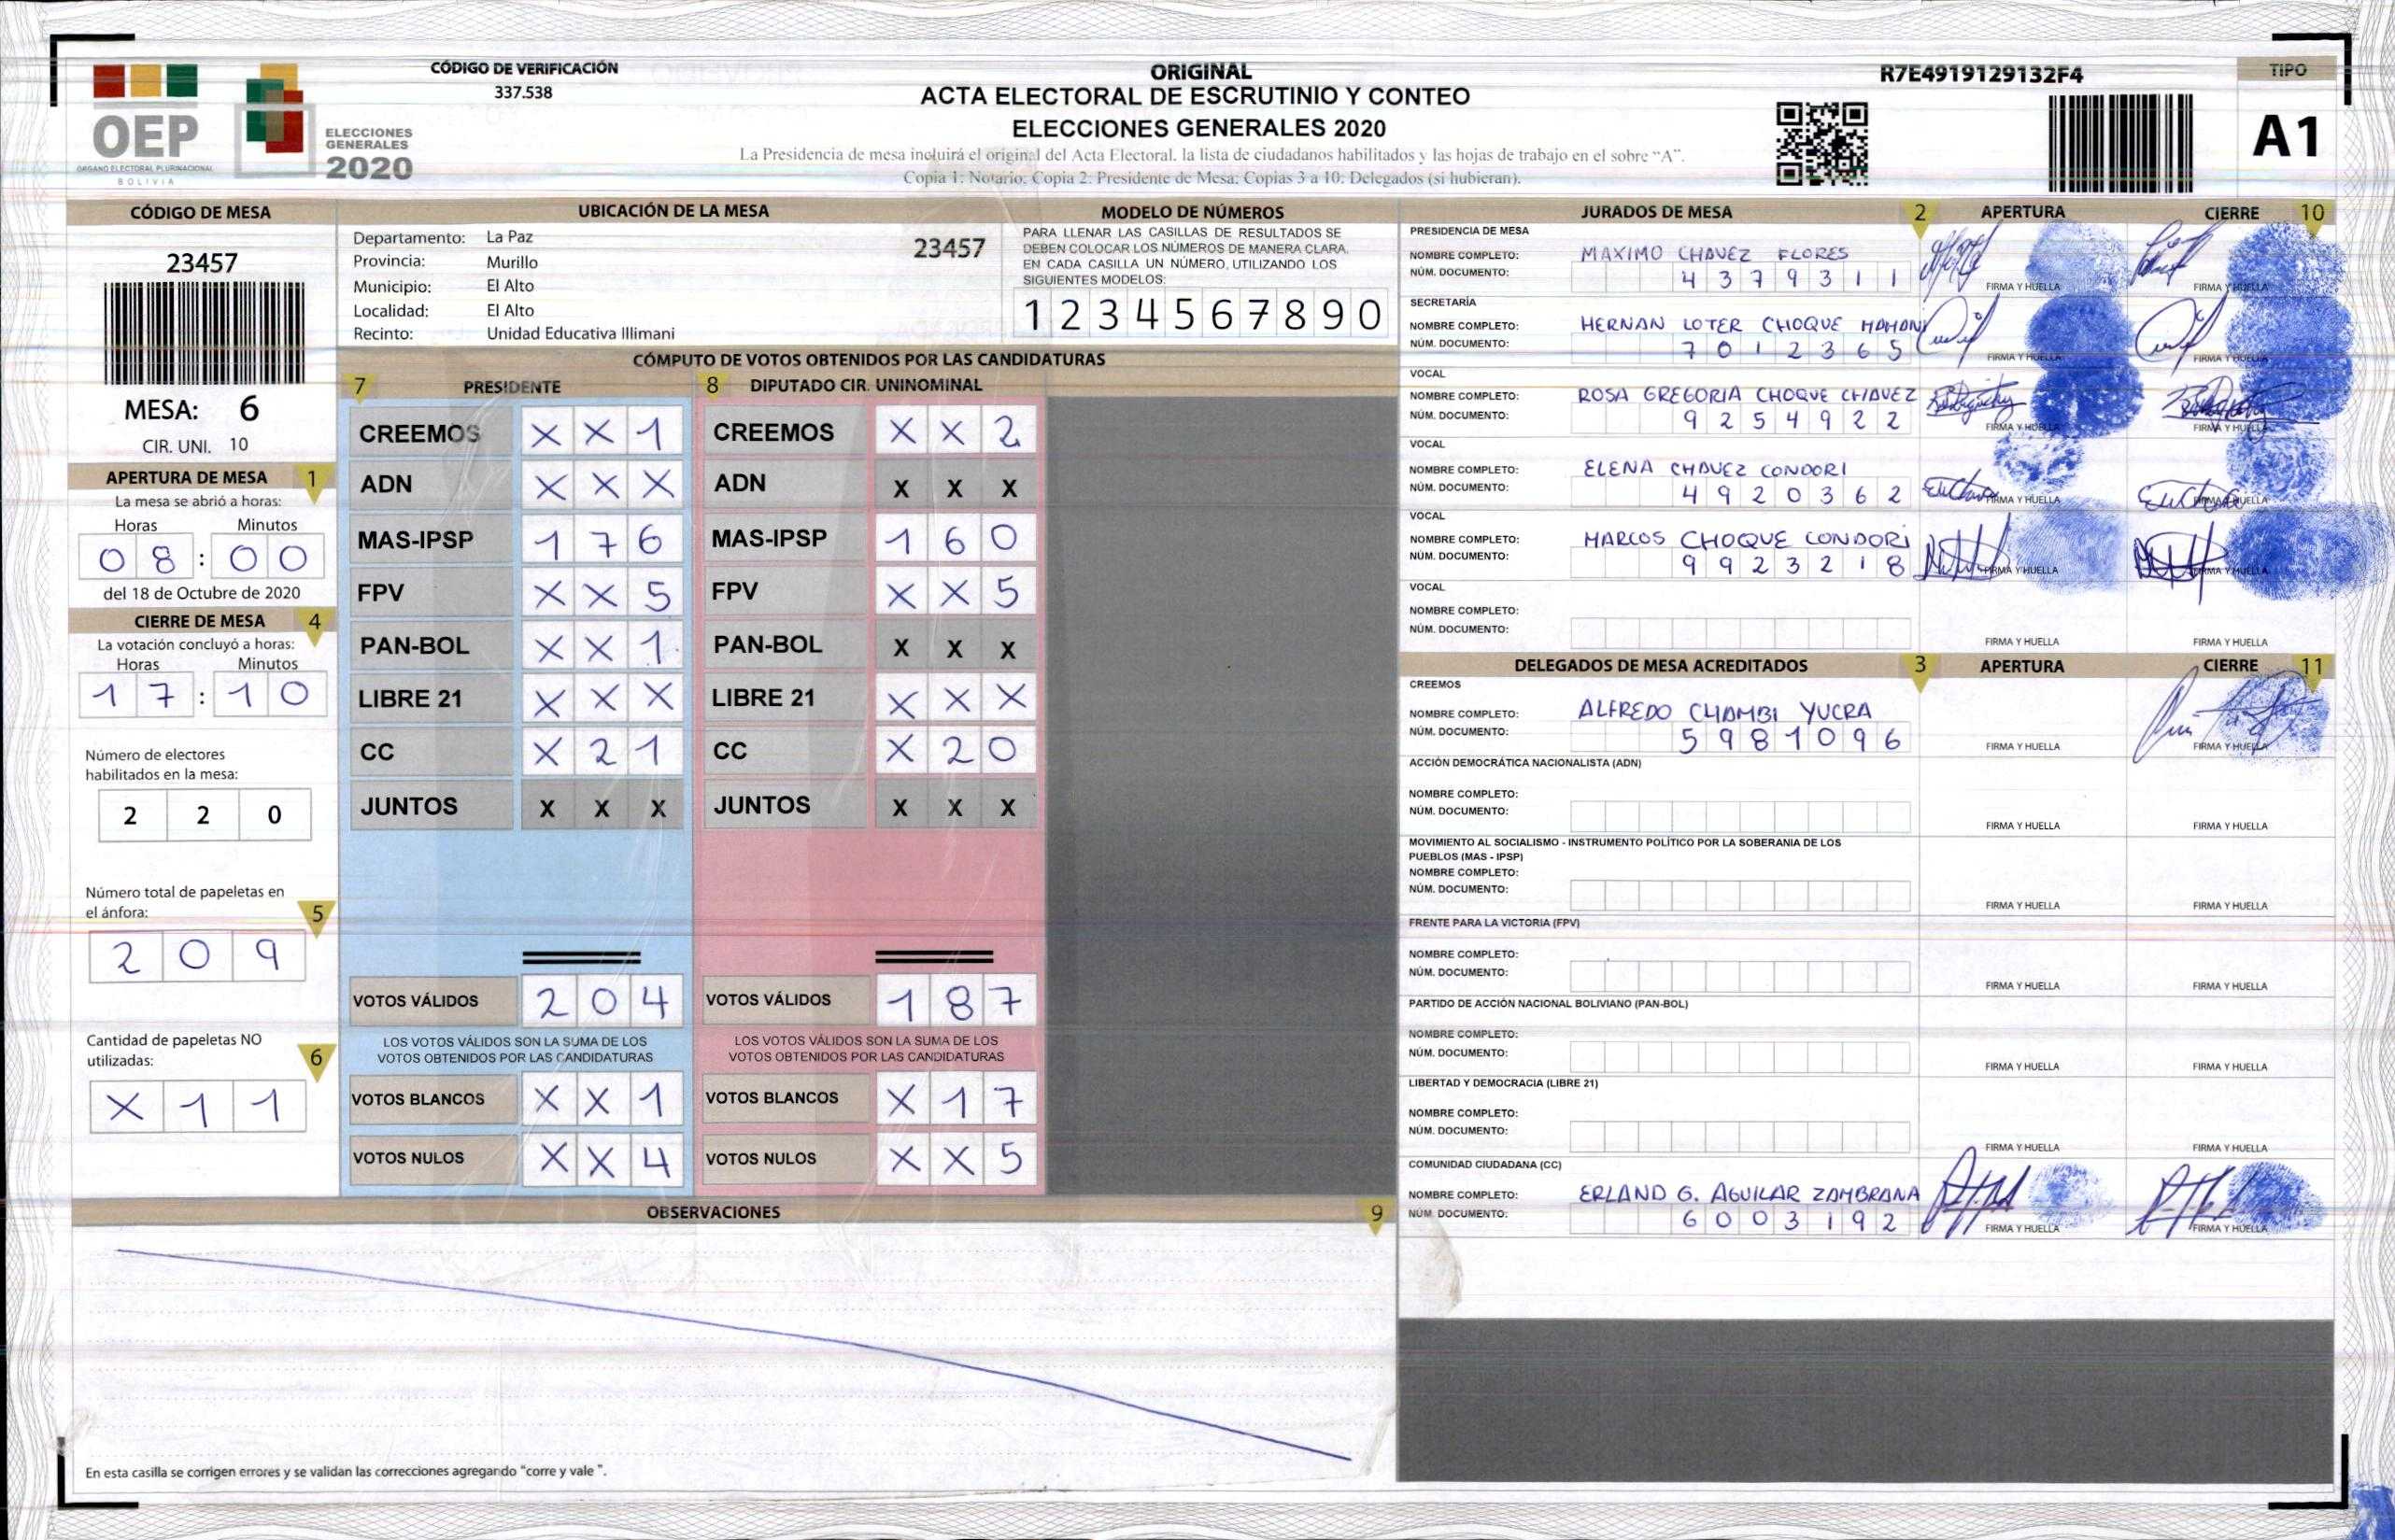 CÓDIGO DE VERIFICACIÓN
337.538
ORIGINAL
ACTA ELECTORAL DE ESCRUTINIO Y CONTEO
ELECCIONES GENERALES 2020
La Presidencia de mesa incluirá el original del Acta Electoral, la lista de ciudadanos habilitados y las hojas de trabajo en el sobre "A".
Copia 1: Notario; Copia 2: Presidente de Mesa; Copias 3 a 10: Delegados (si hubieran).
R7E4919129132F4
TIPO
A1
OEP
ORGANO ELECTORAL PLURINACIONAL
BOLIVIA
ELECCIONES
GENERALES
2020
CÓDIGO DE MESA
23457
MESA: 6
CIR. UNI. 10
APERTURA DE MESA 1
La mesa se abrió a horas:
Horas Minutos
0 8 : 0 0
del 18 de Octubre de 2020
CIERRE DE MESA 4
La votación concluyó a horas:
Horas Minutos
1 7 : 1 0
Número de electores
habilitados en la mesa:
2 2 0
Número total de papeletas en
el ánfora: 5
2 0 9
Cantidad de papeletas NO
utilizadas: 6
X 1 1
UBICACIÓN DE LA MESA
Departamento: La Paz
23457
Provincia: Murillo
Municipio: El Alto
Localidad: El Alto
Recinto: Unidad Educativa Illimani
MODELO DE NÚMEROS
PARA LLENAR LAS CASILLAS DE RESULTADOS SE
DEBEN COLOCAR LOS NÚMEROS DE MANERA CLARA,
EN CADA CASILLA UN NÚMERO, UTILIZANDO LOS
SIGUIENTES MODELOS:
1 2 3 4 5 6 7 8 9 0
CÓMPUTO DE VOTOS OBTENIDOS POR LAS CANDIDATURAS
7 PRESIDENTE
CREEMOS X X 1
ADN X X X
MAS-IPSP 1 7 6
FPV X X 5
PAN-BOL X X 1
LIBRE 21 X X X
CC X 2 1
JUNTOS X X X
VOTOS VÁLIDOS 2 0 4
LOS VOTOS VÁLIDOS SON LA SUMA DE LOS
VOTOS OBTENIDOS POR LAS CANDIDATURAS
VOTOS BLANCOS X X 1
VOTOS NULOS X X 4
8 DIPUTADO CIR. UNINOMINAL
CREEMOS X X 2
ADN X X X
MAS-IPSP 1 6 0
FPV X X 5
PAN-BOL X X X
LIBRE 21 X X X
CC X 2 0
JUNTOS X X X
VOTOS VÁLIDOS 1 8 7
LOS VOTOS VÁLIDOS SON LA SUMA DE LOS
VOTOS OBTENIDOS POR LAS CANDIDATURAS
VOTOS BLANCOS X 1 7
VOTOS NULOS X X 5
OBSERVACIONES 9
En esta casilla se corrigen errores y se validan las correcciones agregando "corre y vale ".
JURADOS DE MESA 2 APERTURA CIERRE 10
PRESIDENCIA DE MESA
NOMBRE COMPLETO: MAXIMO CHAVEZ FLORES
NÚM. DOCUMENTO: 4 3 7 9 3 1 1
FIRMA Y HUELLA FIRMA Y HUELLA
SECRETARÍA
NOMBRE COMPLETO: HERNAN LOTER CHOQUE MAMANI
NÚM. DOCUMENTO: 7 0 1 2 3 6 5
FIRMA Y HUELLA FIRMA Y HUELLA
VOCAL
NOMBRE COMPLETO: ROSA GREGORIA CHOQUE CHAVEZ
NÚM. DOCUMENTO: 9 2 5 4 9 2 2
FIRMA Y HUELLA FIRMA Y HUELLA
VOCAL
NOMBRE COMPLETO: ELENA CHAVEZ CONDORI
NÚM. DOCUMENTO: 4 9 2 0 3 6 2
FIRMA Y HUELLA FIRMA Y HUELLA
VOCAL
NOMBRE COMPLETO: MARCOS CHOQUE CONDORI
NÚM. DOCUMENTO: 9 9 2 3 2 1 8
FIRMA Y HUELLA FIRMA Y HUELLA
VOCAL
NOMBRE COMPLETO:
NÚM. DOCUMENTO:
FIRMA Y HUELLA FIRMA Y HUELLA
DELEGADOS DE MESA ACREDITADOS 3 APERTURA CIERRE 11
CREEMOS
NOMBRE COMPLETO: ALFREDO CHAMBI YUCRA
NÚM. DOCUMENTO: 5 9 8 1 0 9 6
FIRMA Y HUELLA FIRMA Y HUELLA
ACCIÓN DEMOCRÁTICA NACIONALISTA (ADN)
NOMBRE COMPLETO:
NÚM. DOCUMENTO:
FIRMA Y HUELLA FIRMA Y HUELLA
MOVIMIENTO AL SOCIALISMO - INSTRUMENTO POLÍTICO POR LA SOBERANIA DE LOS
PUEBLOS (MAS - IPSP)
NOMBRE COMPLETO:
NÚM. DOCUMENTO:
FIRMA Y HUELLA FIRMA Y HUELLA
FRENTE PARA LA VICTORIA (FPV)
NOMBRE COMPLETO:
NÚM. DOCUMENTO:
FIRMA Y HUELLA FIRMA Y HUELLA
PARTIDO DE ACCIÓN NACIONAL BOLIVIANO (PAN-BOL)
NOMBRE COMPLETO:
NÚM. DOCUMENTO:
FIRMA Y HUELLA FIRMA Y HUELLA
LIBERTAD Y DEMOCRACIA (LIBRE 21)
NOMBRE COMPLETO:
NÚM. DOCUMENTO:
FIRMA Y HUELLA FIRMA Y HUELLA
COMUNIDAD CIUDADANA (CC)
NOMBRE COMPLETO: ERLAND G. AGUILAR ZAMBRANA
NÚM. DOCUMENTO: 6 0 0 3 1 9 2
FIRMA Y HUELLA FIRMA Y HUELLA